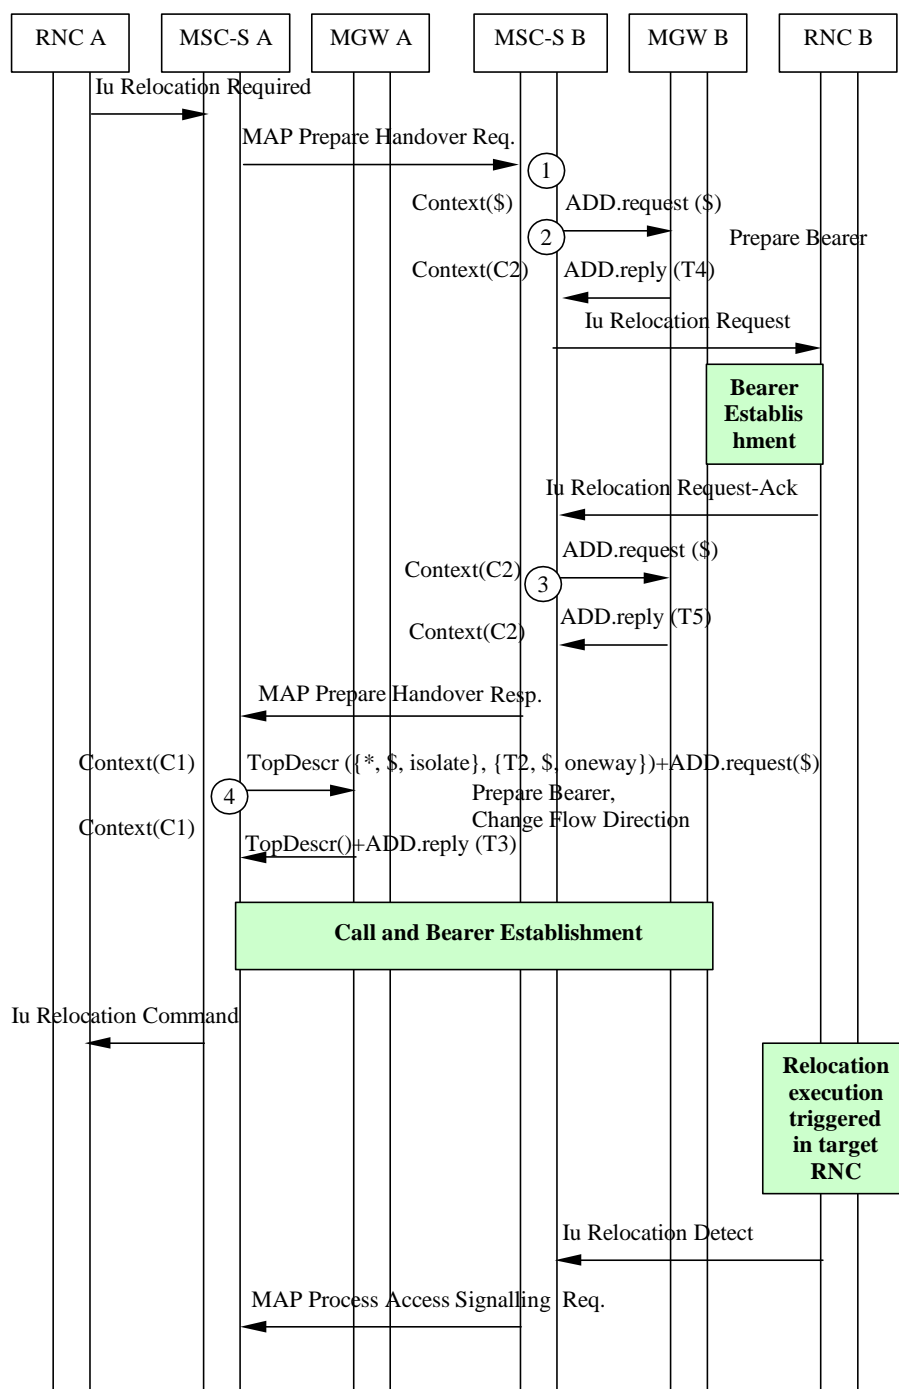 RNC A
MSC-S A
MGW A
MSC-S B
MGW B
RNC B
Iu Relocation Required
MAP Prepare Handover Req.
1
Context($)
ADD.request ($)
2
Prepare Bearer
Context(C2)
ADD.reply (T4)
Iu Relocation Request
Bearer
Establis
hment
Iu Relocation Request-Ack
ADD.request ($)
Context(C2)
3
ADD.reply (T5)
Context(C2)
MAP Prepare Handover Resp.
Context(C1)
TopDescr ({*, $, isolate}, {T2, $, oneway})+ADD.request($)
4
Prepare Bearer,
Change Flow Direction
Context(C1)
TopDescr()+ADD.reply (T3)
Call and Bearer Establishment
Iu Relocation Command
Relocation
execution
triggered
in target
RNC
Iu Relocation Detect
MAP Process Access Signalling Req.